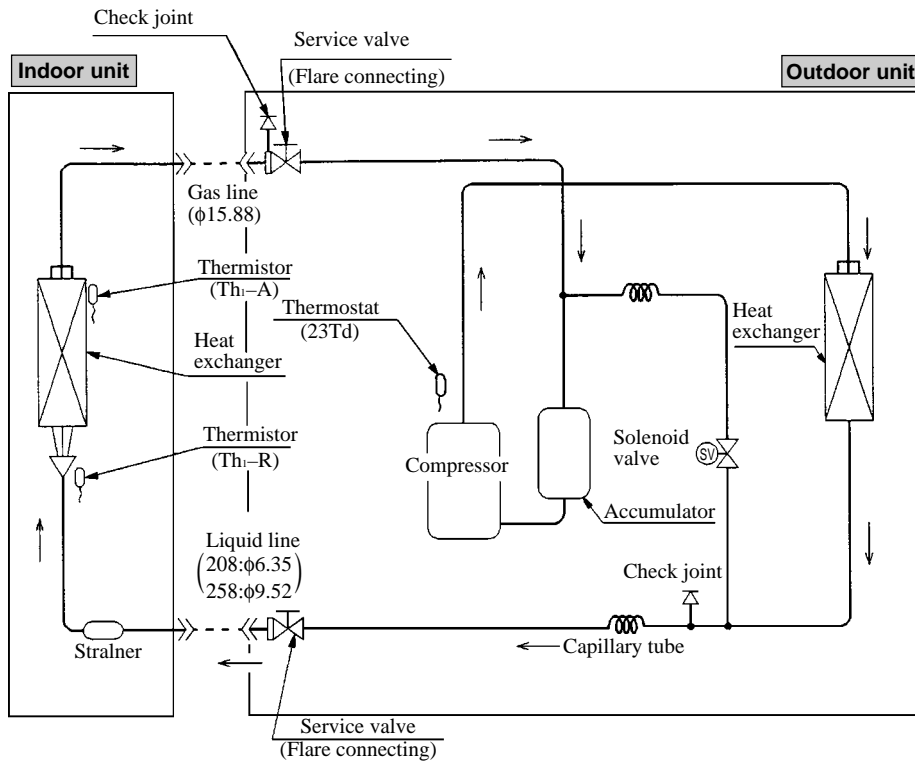 Check joint
Service valve
(Flare connecting)
Indoor unit
Outdoor unit
Gas line
(ϕ15.88)
Thermistor
(Th₁–A)
Thermostat
(23Td)
Heat
exchanger
Heat
exchanger
Thermistor
(Th₁–R)
Compressor
Solenoid
valve
SV
Accumulator
Liquid line
(208:ϕ6.35
258:ϕ9.52)
Check joint
Stralner
Capillary tube
Service valve
(Flare connecting)